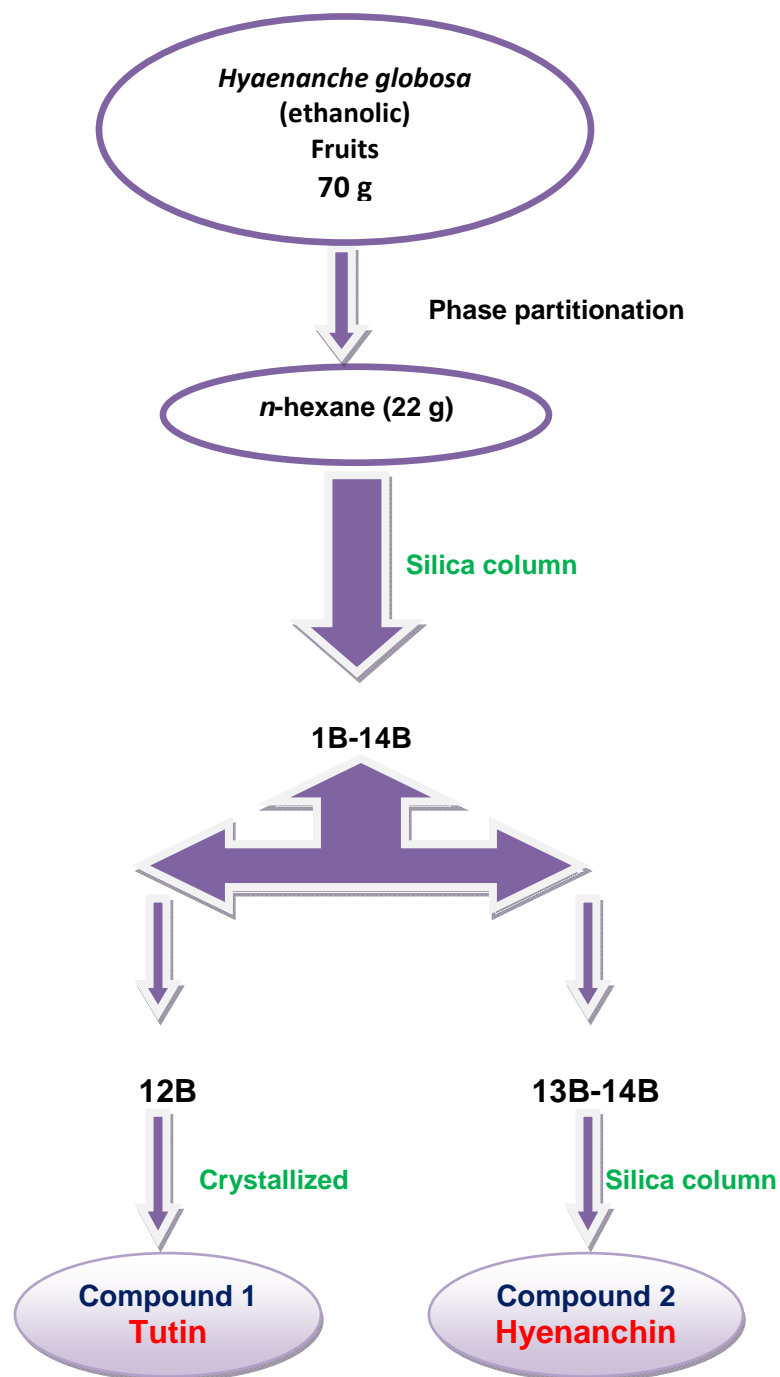 Hyaenanche globosa
(ethanolic)
Fruits
70 g
Phase partitionation
n-hexane (22 g)
Silica column
1B-14B
12B
13B-14B
Crystallized
Silica column
Compound 1
Tutin
Compound 2
Hyenanchin